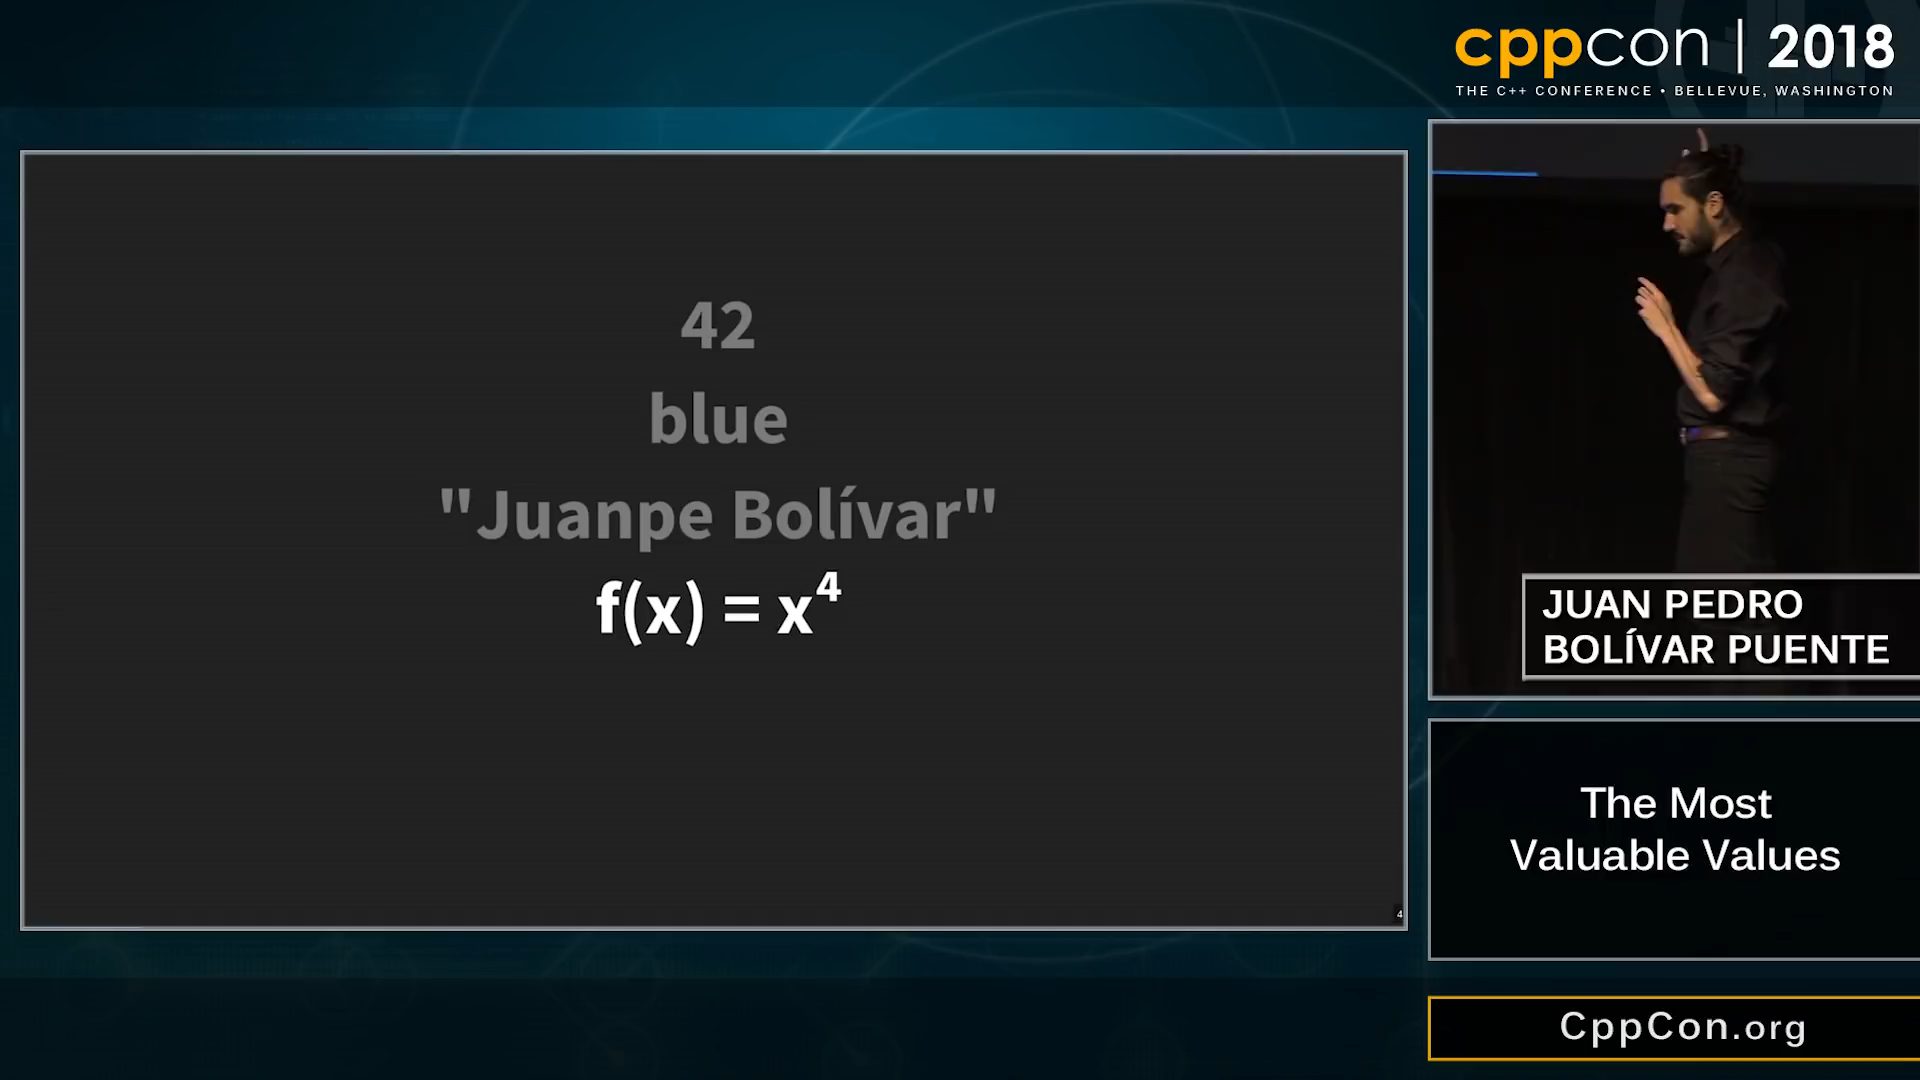 cppcon | 2018
THE C++ CONFERENCE • BELLEVUE, WASHINGTON
42
blue
"Juanpe Bolívar"
f(x) = x⁴
4
JUAN PEDRO
BOLÍVAR PUENTE
The Most
Valuable Values
CppCon.org